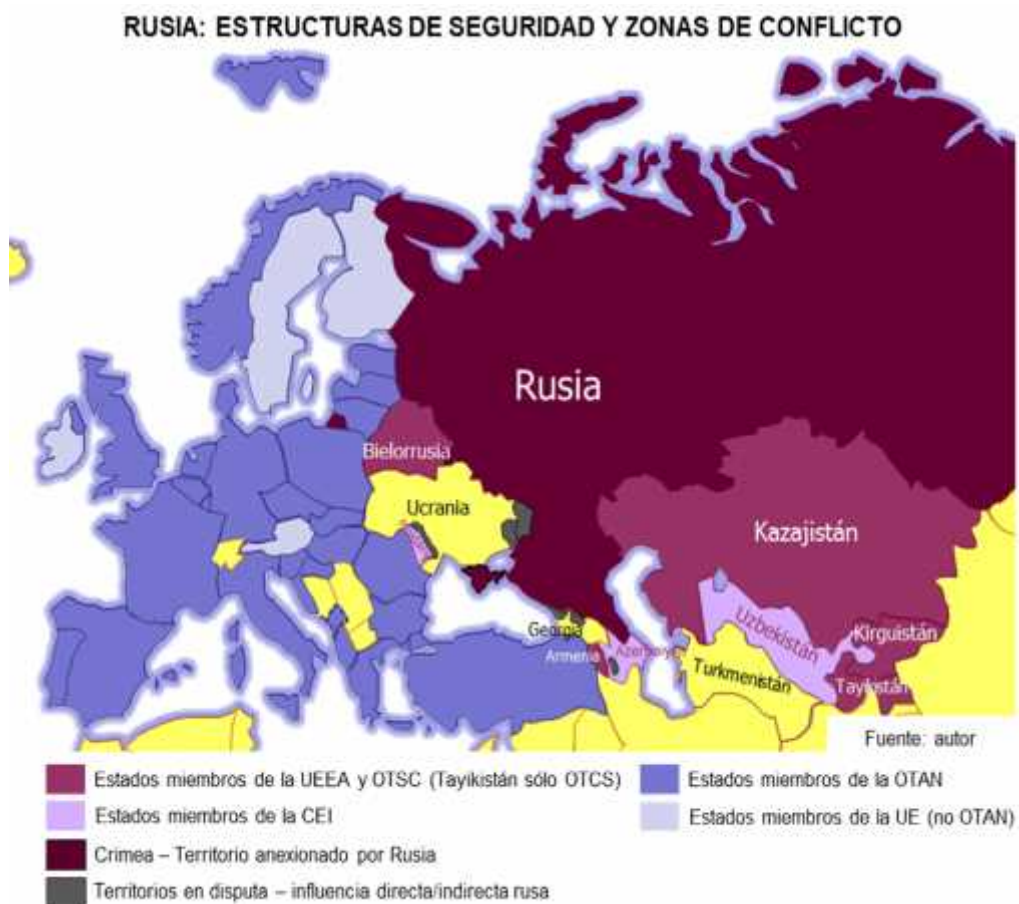 RUSIA: ESTRUCTURAS DE SEGURIDAD Y ZONAS DE CONFLICTO
Rusia
Bielorrusia
Ucrania
Kazajistán
Georgia
Armenia
Uzbekistán
Kirguistán
Turkmenistán
Tayikistán
Fuente: autor
Estados miembros de la UEEA y OTSC (Tayikistán sólo OTCS)
Estados miembros de la OTAN
Estados miembros de la CEI
Estados miembros de la UE (no OTAN)
Crimea – Territorio anexionado por Rusia
Territorios en disputa – influencia directa/indirecta rusa